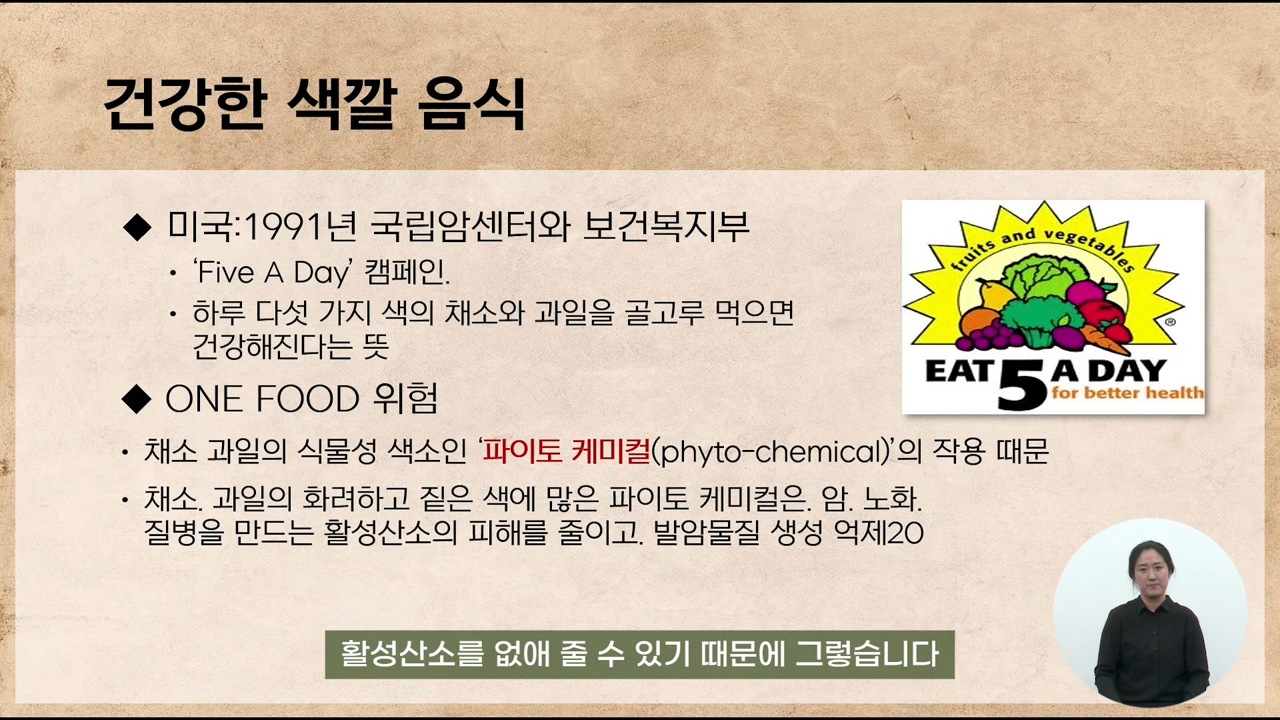 건강한 색깔 음식
◆ 미국:1991년 국립암센터와 보건복지부
• ‘Five A Day’ 캠페인.
• 하루 다섯 가지 색의 채소와 과일을 골고루 먹으면
건강해진다는 뜻
fruits and vegetables
®
EAT 5 A DAY
for better health
◆ ONE FOOD 위험
• 채소 과일의 식물성 색소인 ‘파이토 케미컬(phyto-chemical)’의 작용 때문
• 채소. 과일의 화려하고 짙은 색에 많은 파이토 케미컬은. 암. 노화.
질병을 만드는 활성산소의 피해를 줄이고. 발암물질 생성 억제20
활성산소를 없애 줄 수 있기 때문에 그렇습니다